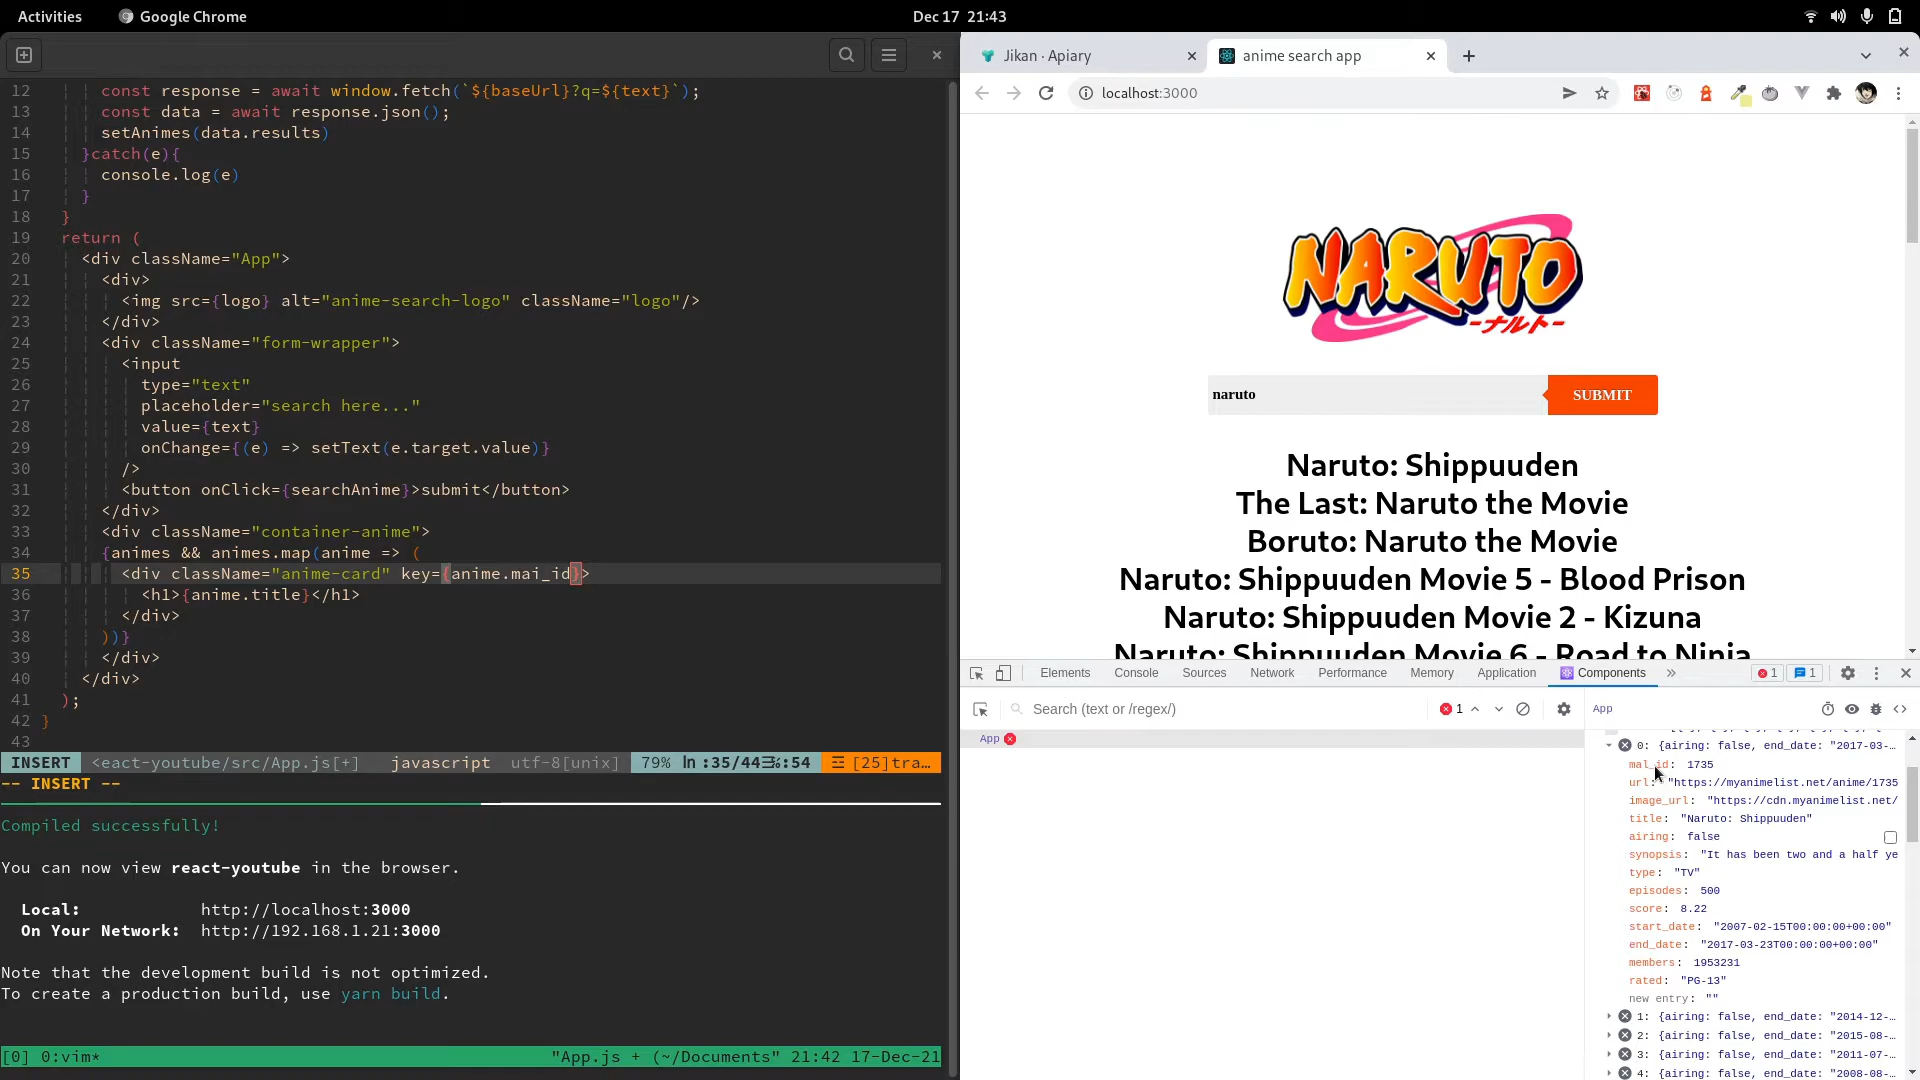 Activities
Google Chrome
Dec 17 21:43
12 const response = await window.fetch(`${baseUrl}?q=${text}`);
13 const data = await response.json();
14 setAnimes(data.results)
15 }catch(e){
16 console.log(e)
17 }
18 }
19 return (
20 <div className="App">
21 <div>
22 <img src={logo} alt="anime-search-logo" className="logo"/>
23 </div>
24 <div className="form-wrapper">
25 <input
26 type="text"
27 placeholder="search here..."
28 value={text}
29 onChange={(e) => setText(e.target.value)}
30 />
31 <button onClick={searchAnime}>submit</button>
32 </div>
33 <div className="container-anime">
34 {animes && animes.map(anime => (
35 <div className="anime-card" key={anime.mai_id}>
36 <h1>{anime.title}</h1>
37 </div>
38 ))}
39 </div>
40 </div>
41 );
42 }
43
INSERT <eact-youtube/src/App.js[+] javascript utf-8[unix] 79% ln :35/44☰℅:54 ☲ [25]tra…
-- INSERT --
Compiled successfully!
You can now view react-youtube in the browser.
Local: http://localhost:3000
On Your Network: http://192.168.1.21:3000
Note that the development build is not optimized.
To create a production build, use yarn build.
[0] 0:vim* "App.js + (~/Documents" 21:42 17-Dec-21
Jikan · Apiary
anime search app
localhost:3000
NARUTO
-ナルト-
naruto
SUBMIT
Naruto: Shippuuden
The Last: Naruto the Movie
Boruto: Naruto the Movie
Naruto: Shippuuden Movie 5 - Blood Prison
Naruto: Shippuuden Movie 2 - Kizuna
Naruto: Shippuuden Movie 6 - Road to Ninja
Elements Console Sources Network Performance Memory Application Components » 1 1
Search (text or /regex/) 1
App
App
0: {airing: false, end_date: "2017-03-…
mal_id: 1735
url: "https://myanimelist.net/anime/1735
image_url: "https://cdn.myanimelist.net/
title: "Naruto: Shippuuden"
airing: false
synopsis: "It has been two and a half ye
type: "TV"
episodes: 500
score: 8.22
start_date: "2007-02-15T00:00:00+00:00"
end_date: "2017-03-23T00:00:00+00:00"
members: 1953231
rated: "PG-13"
new entry: ""
1: {airing: false, end_date: "2014-12-…
2: {airing: false, end_date: "2015-08-…
3: {airing: false, end_date: "2011-07-…
4: {airing: false, end_date: "2008-08-…